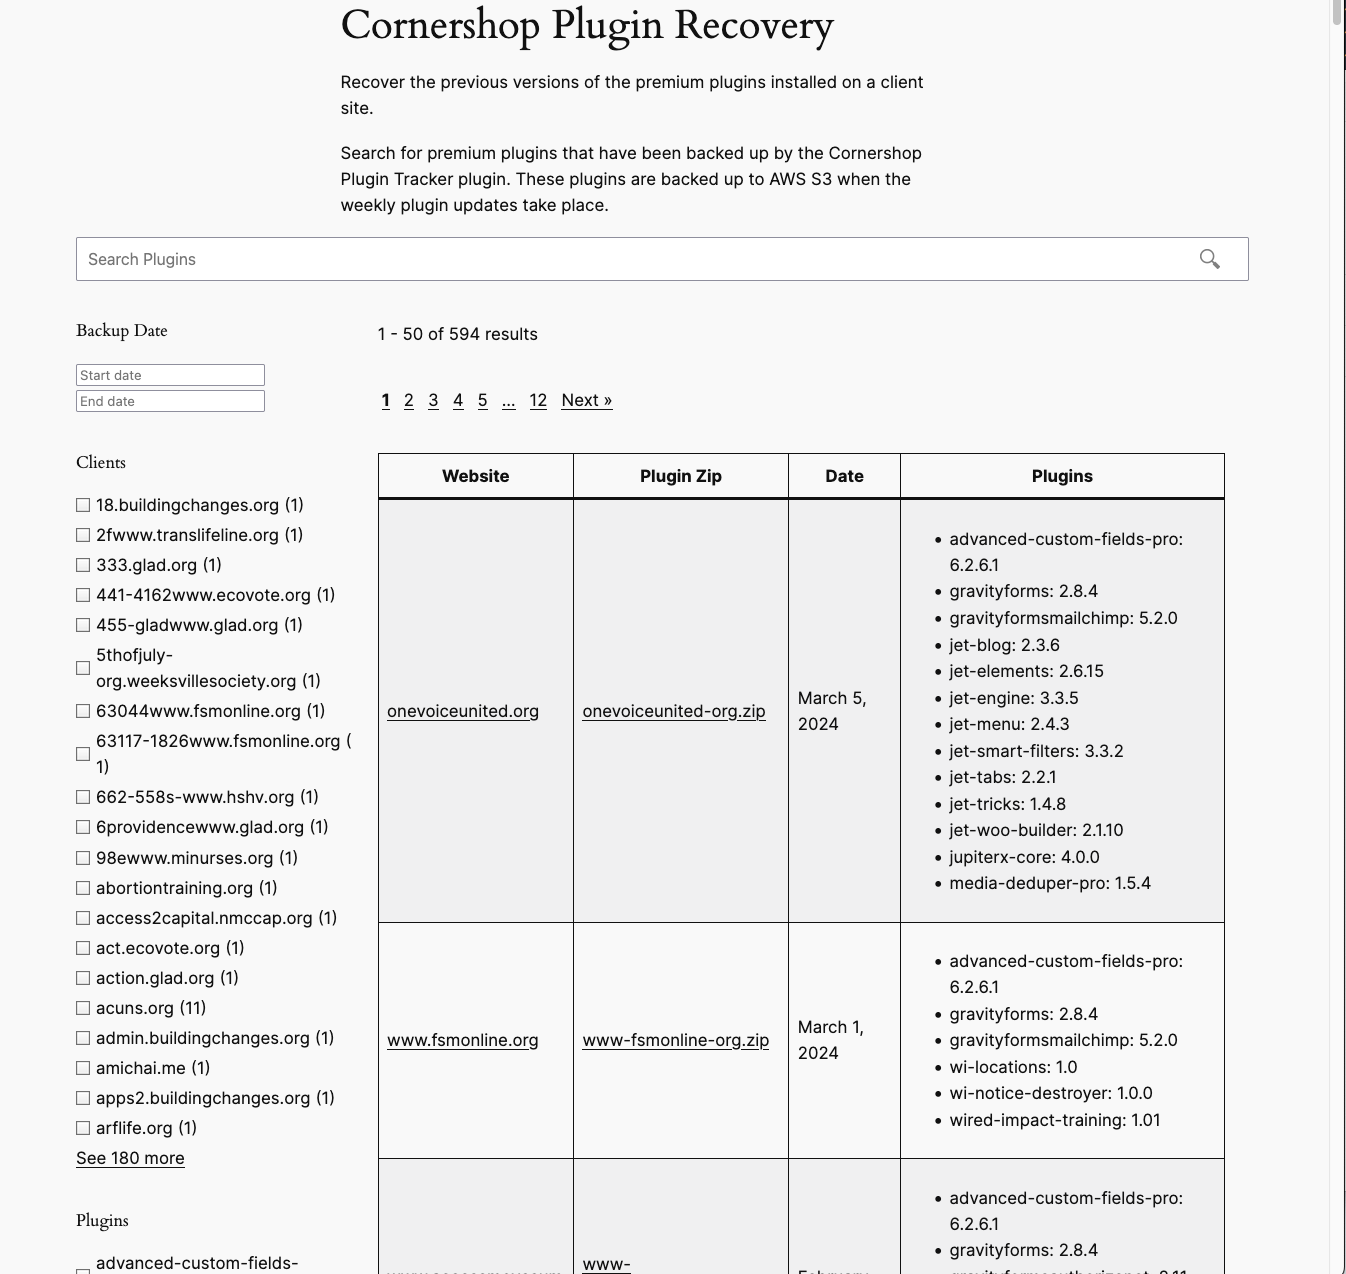 Cornershop Plugin Recovery
Recover the previous versions of the premium plugins installed on a client
site.
Search for premium plugins that have been backed up by the Cornershop
Plugin Tracker plugin. These plugins are backed up to AWS S3 when the
weekly plugin updates take place.
Search Plugins
Backup Date
Start date
End date
Clients
18.buildingchanges.org (1)
2fwww.translifeline.org (1)
333.glad.org (1)
441-4162www.ecovote.org (1)
455-gladwww.glad.org (1)
5thofjuly-
org.weeksvillesociety.org (1)
63044www.fsmonline.org (1)
63117-1826www.fsmonline.org (
1)
662-558s-www.hshv.org (1)
6providencewww.glad.org (1)
98ewww.minurses.org (1)
abortiontraining.org (1)
access2capital.nmccap.org (1)
act.ecovote.org (1)
action.glad.org (1)
acuns.org (11)
admin.buildingchanges.org (1)
amichai.me (1)
apps2.buildingchanges.org (1)
arflife.org (1)
See 180 more
Plugins
advanced-custom-fields-
1 - 50 of 594 results
1 2 3 4 5 ... 12 Next »
Website Plugin Zip Date Plugins
onevoiceunited.org
onevoiceunited-org.zip
March 5,
2024
• advanced-custom-fields-pro:
6.2.6.1
• gravityforms: 2.8.4
• gravityformsmailchimp: 5.2.0
• jet-blog: 2.3.6
• jet-elements: 2.6.15
• jet-engine: 3.3.5
• jet-menu: 2.4.3
• jet-smart-filters: 3.3.2
• jet-tabs: 2.2.1
• jet-tricks: 1.4.8
• jet-woo-builder: 2.1.10
• jupiterx-core: 4.0.0
• media-deduper-pro: 1.5.4
www.fsmonline.org
www-fsmonline-org.zip
March 1,
2024
• advanced-custom-fields-pro:
6.2.6.1
• gravityforms: 2.8.4
• gravityformsmailchimp: 5.2.0
• wi-locations: 1.0
• wi-notice-destroyer: 1.0.0
• wired-impact-training: 1.01
www-
• advanced-custom-fields-pro:
6.2.6.1
• gravityforms: 2.8.4